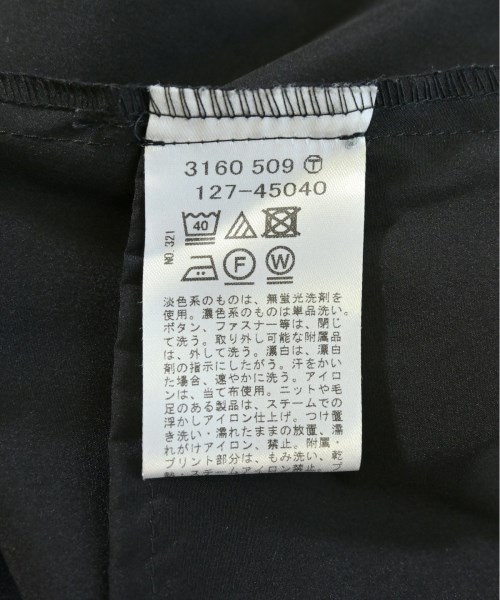 3160 509 Ⓣ
127-45040
NO.321
40
F W
淡色系のものは、無蛍光洗剤を
使用。濃色系のものは単品洗い。
ボタン、ファスナー等は、閉じ
て洗う。取り外し可能な附属品
は、外して洗う。漂白は、漂白
剤の指示にしたがう。汗をかい
た場合、速やかに洗う。アイロ
ンは、当て布使用。ニットや毛
足のある製品は、スチームでの
浮かしアイロン仕上げ。つけ置
き洗い・濡れたままの放置、濡
れがけアイロン、禁止。附属・
プリント部分は、もみ洗い、乾